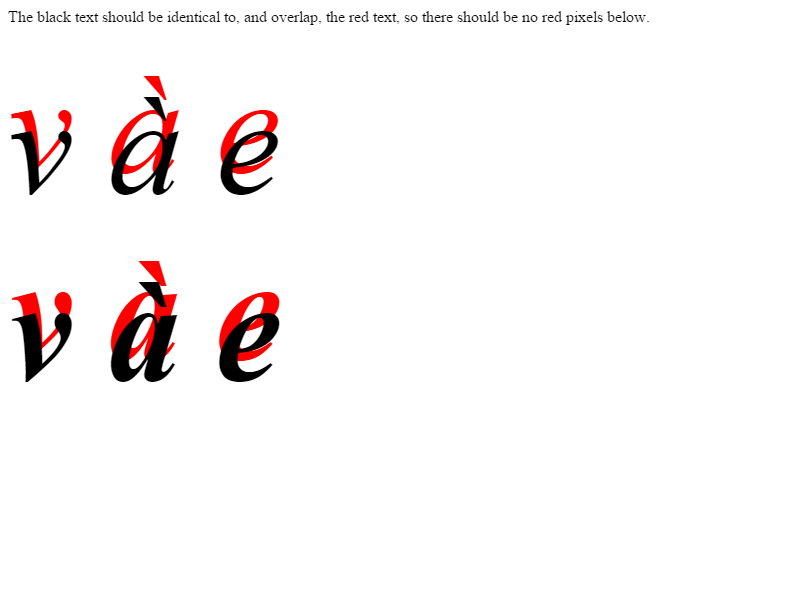 The black text should be identical to, and overlap, the red text, so there should be no red pixels below.
v à e
v à e